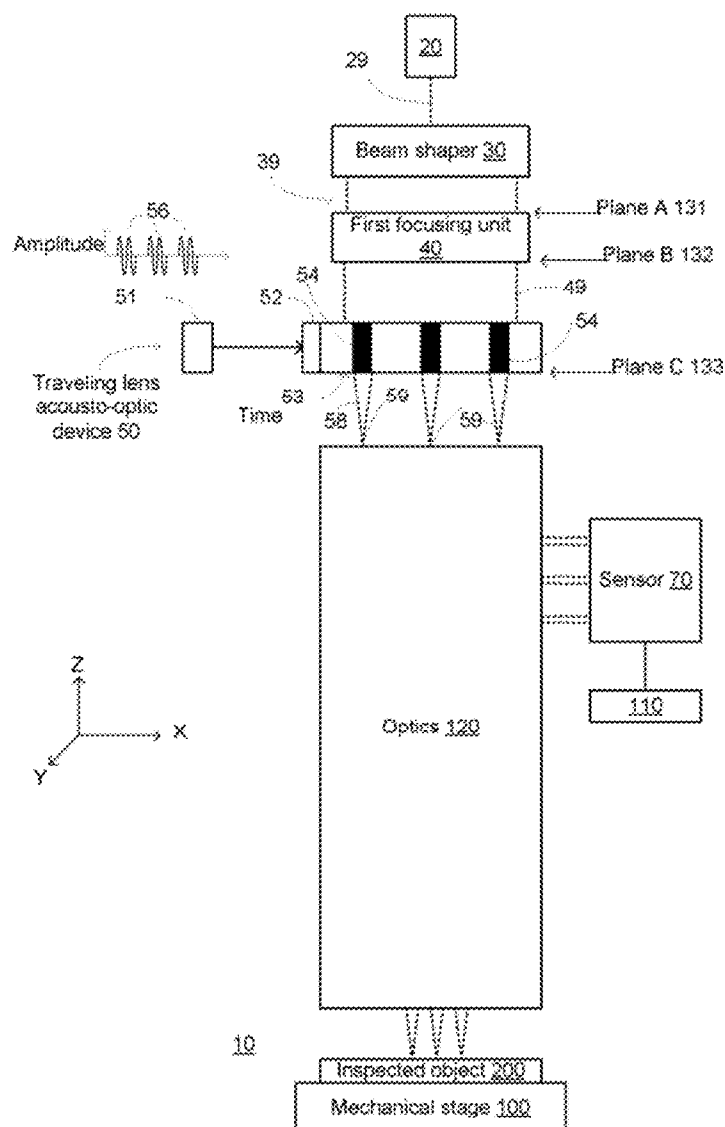 20
29
Beam shaper 30
39
Plane A 131
First focusing unit
40
Plane B 132
56
Amplitude
51
52
54
49
54
Plane C 133
Traveling lens
acousto-optic
device 50
53
Time
58
59
59
Sensor 70
110
Z
X
Y
Optics 120
10
Inspected object 200
Mechanical stage 100